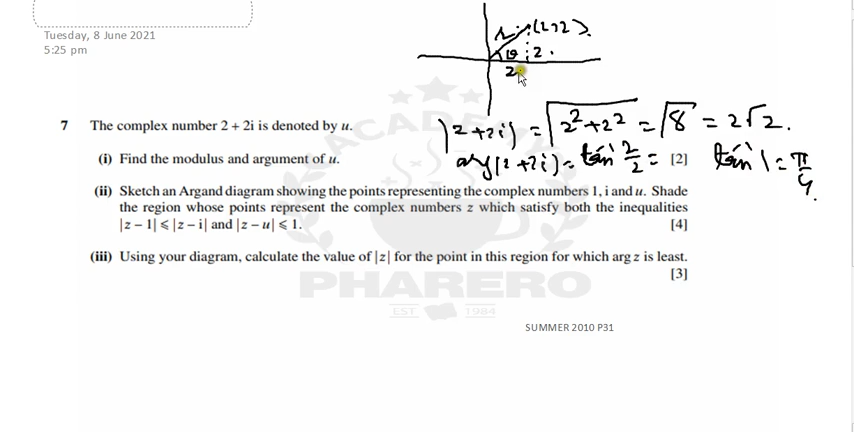 Tuesday, 8 June 2021
5:25 pm
(2,2).
θ 2.
2
7 The complex number 2 + 2i is denoted by u.
|2+2i| = √2²+2² = √8 = 2√2.
(i) Find the modulus and argument of u. [2]
arg(2+2i) = tan⁻¹ 2/2 = tan⁻¹ 1 = π/4.
(ii) Sketch an Argand diagram showing the points representing the complex numbers 1, i and u. Shade
the region whose points represent the complex numbers z which satisfy both the inequalities
|z − 1| ⩽ |z − i| and |z − u| ⩽ 1. [4]
(iii) Using your diagram, calculate the value of |z| for the point in this region for which arg z is least.
[3]
ACADEMY
PHARERO
EST 1984
SUMMER 2010 P31